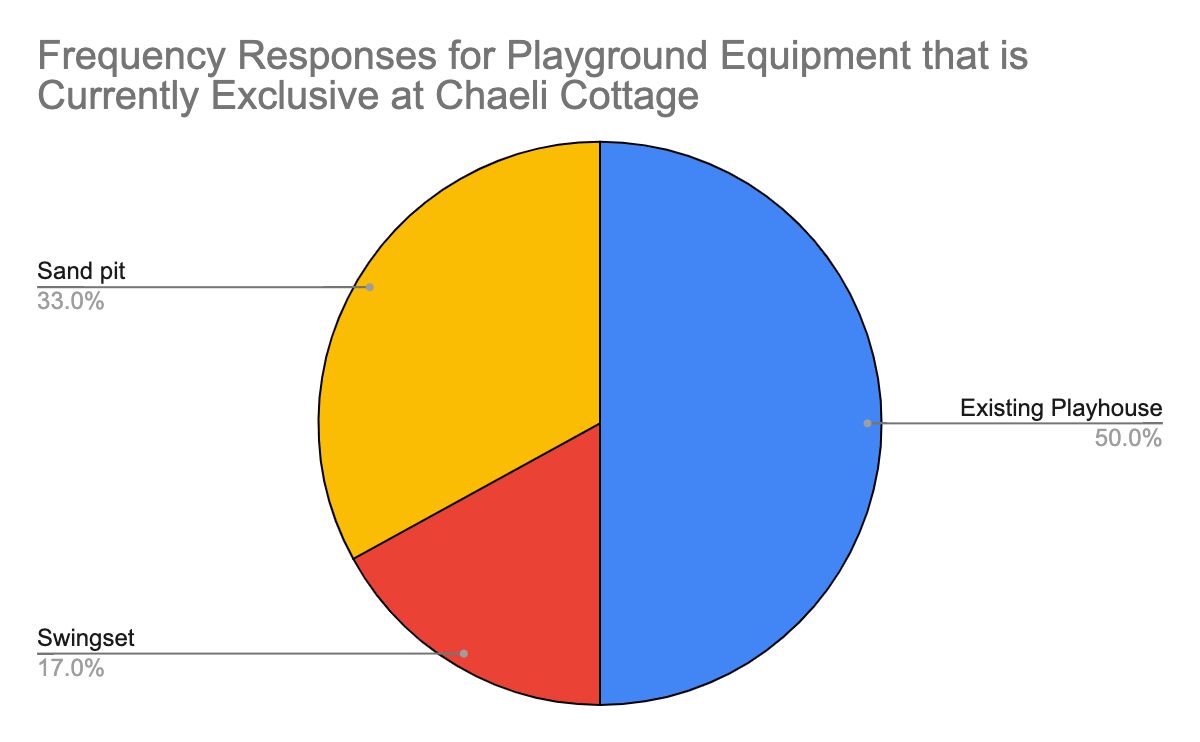 Frequency Responses for Playground Equipment that is
Currently Exclusive at Chaeli Cottage
Sand pit
33.0%
Existing Playhouse
50.0%
Swingset
17.0%